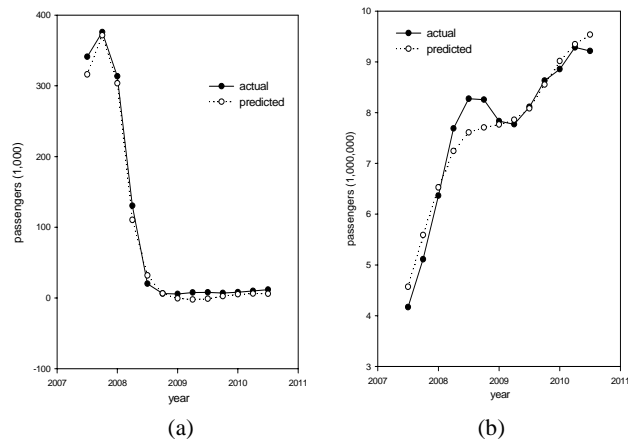 400
300
200
100
0
-100
passengers (1,000)
actual
predicted
2007 2008 2009 2010 2011
year
(a)
10
9
8
7
6
5
4
3
passengers (1,000,000)
actual
predicted
2007 2008 2009 2010 2011
year
(b)